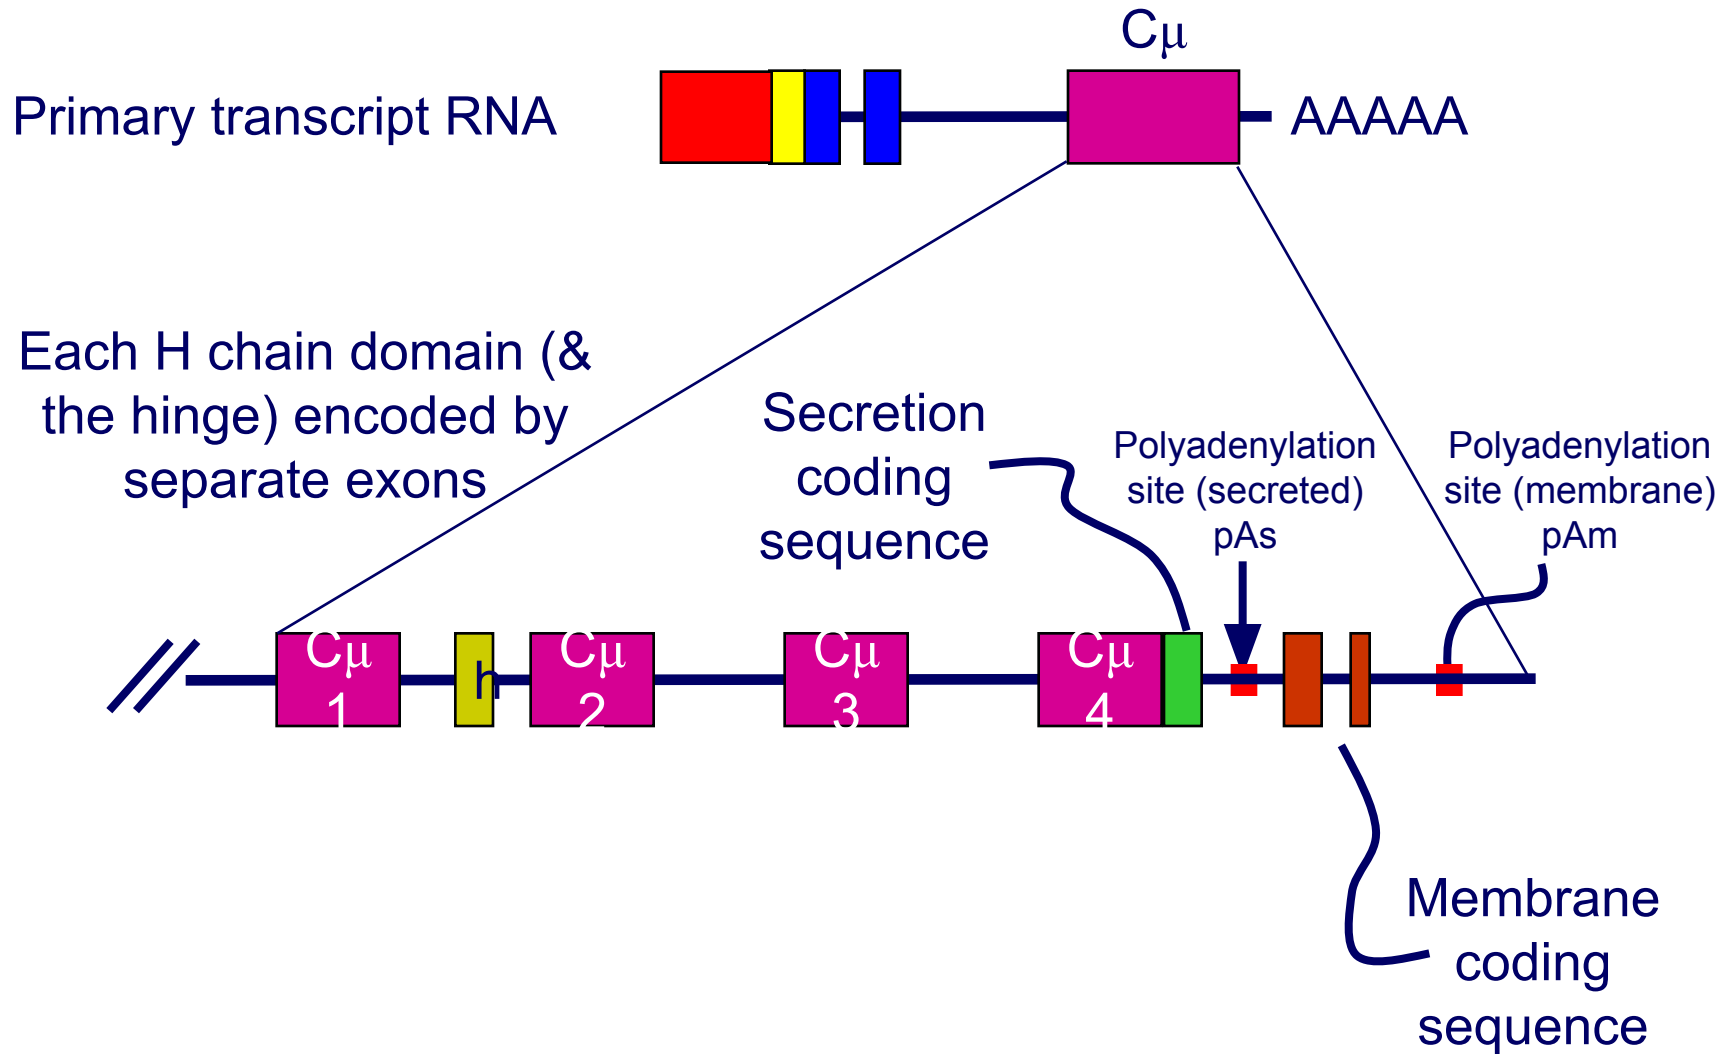 Cμ
Primary transcript RNA
AAAAA
Each H chain domain (&
the hinge) encoded by
separate exons
Secretion
coding
sequence
Polyadenylation
site (secreted)
pAs
Polyadenylation
site (membrane)
pAm
Cμ
1
h
Cμ
2
Cμ
3
Cμ
4
Membrane
coding
sequence